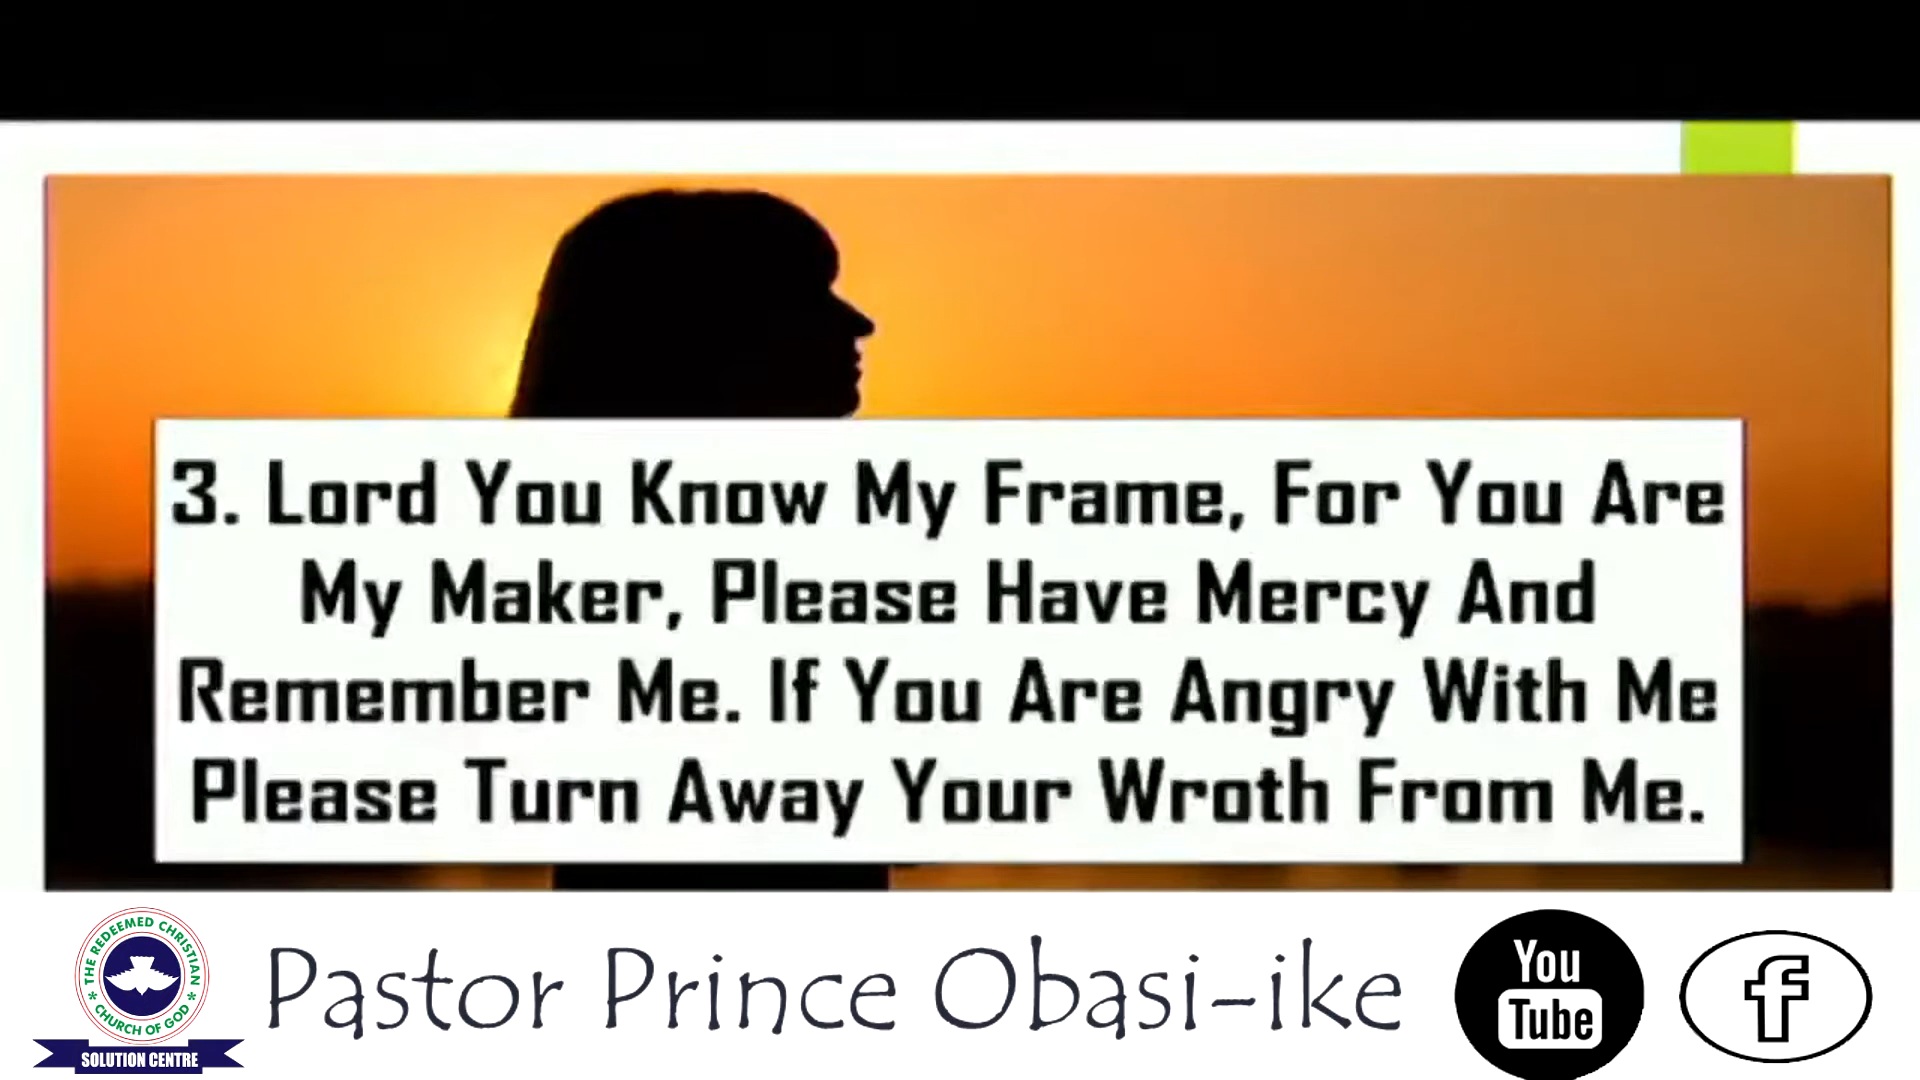 3. Lord You Know My Frame, For You Are
My Maker, Please Have Mercy And
Remember Me. If You Are Angry With Me
Please Turn Away Your Wroth From Me.
THE REDEEMED CHRISTIAN
CHURCH OF GOD
SOLUTION CENTRE
Pastor Prince Obasi-ike
You
Tube
f